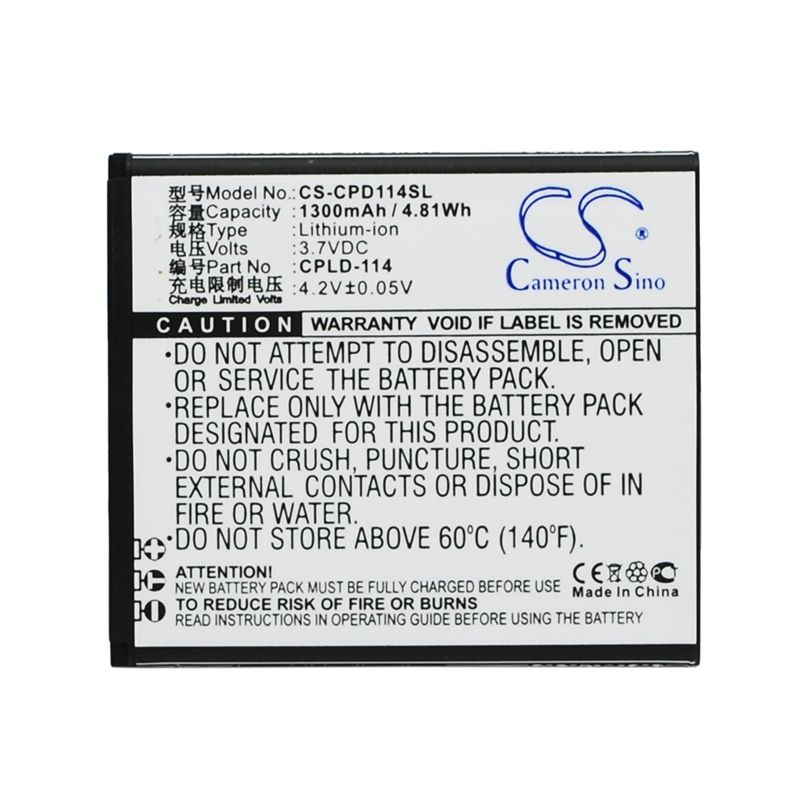 型号Model No.: CS-CPD114SL
容量Capacity: 1300mAh / 4.81Wh
规格Type: Lithium-ion
电压Volts: 3.7VDC
编号Part No: CPLD-114
充电限制电压: 4.2V±0.05V
Charge Limited Volts
CS ®
Cameron Sino
CAUTION WARRANTY VOID IF LABEL IS REMOVED
•DO NOT ATTEMPT TO DISASSEMBLE, OPEN
OR SERVICE THE BATTERY PACK.
•REPLACE ONLY WITH THE BATTERY PACK
DESIGNATED FOR THIS PRODUCT.
•DO NOT CRUSH, PUNCTURE, SHORT
EXTERNAL CONTACTS OR DISPOSE OF IN
FIRE OR WATER.
•DO NOT STORE ABOVE 60°C (140°F).
ATTENTION!
NEW BATTERY PACK MUST BE FULLY CHARGED BEFORE USE!
TO REDUCE RISK OF FIRE OR BURNS
READ INSTRUCTIONS IN OPERATING GUIDE BEFORE USING THE BATTERY
CE
Made In China